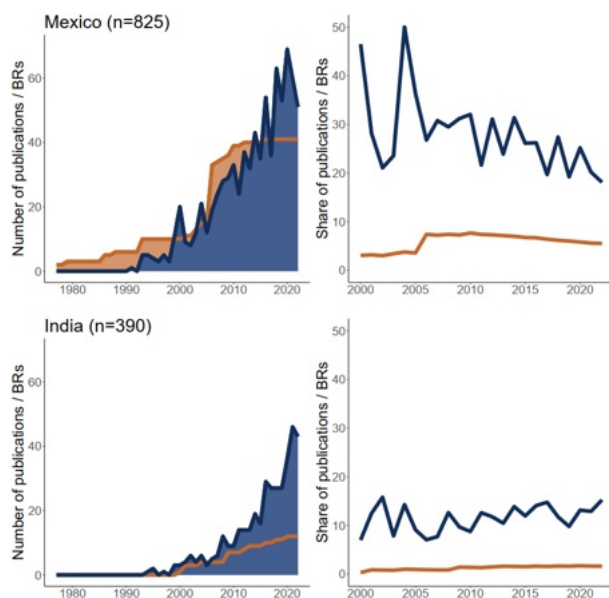 Mexico (n=825)
Number of publications / BRs
60
40
20
0
1980 1990 2000 2010 2020
Share of publications / BRs
50
40
30
20
10
0
2000 2005 2010 2015 2020
India (n=390)
Number of publications / BRs
60
40
20
0
1980 1990 2000 2010 2020
Share of publications / BRs
50
40
30
20
10
0
2000 2005 2010 2015 2020